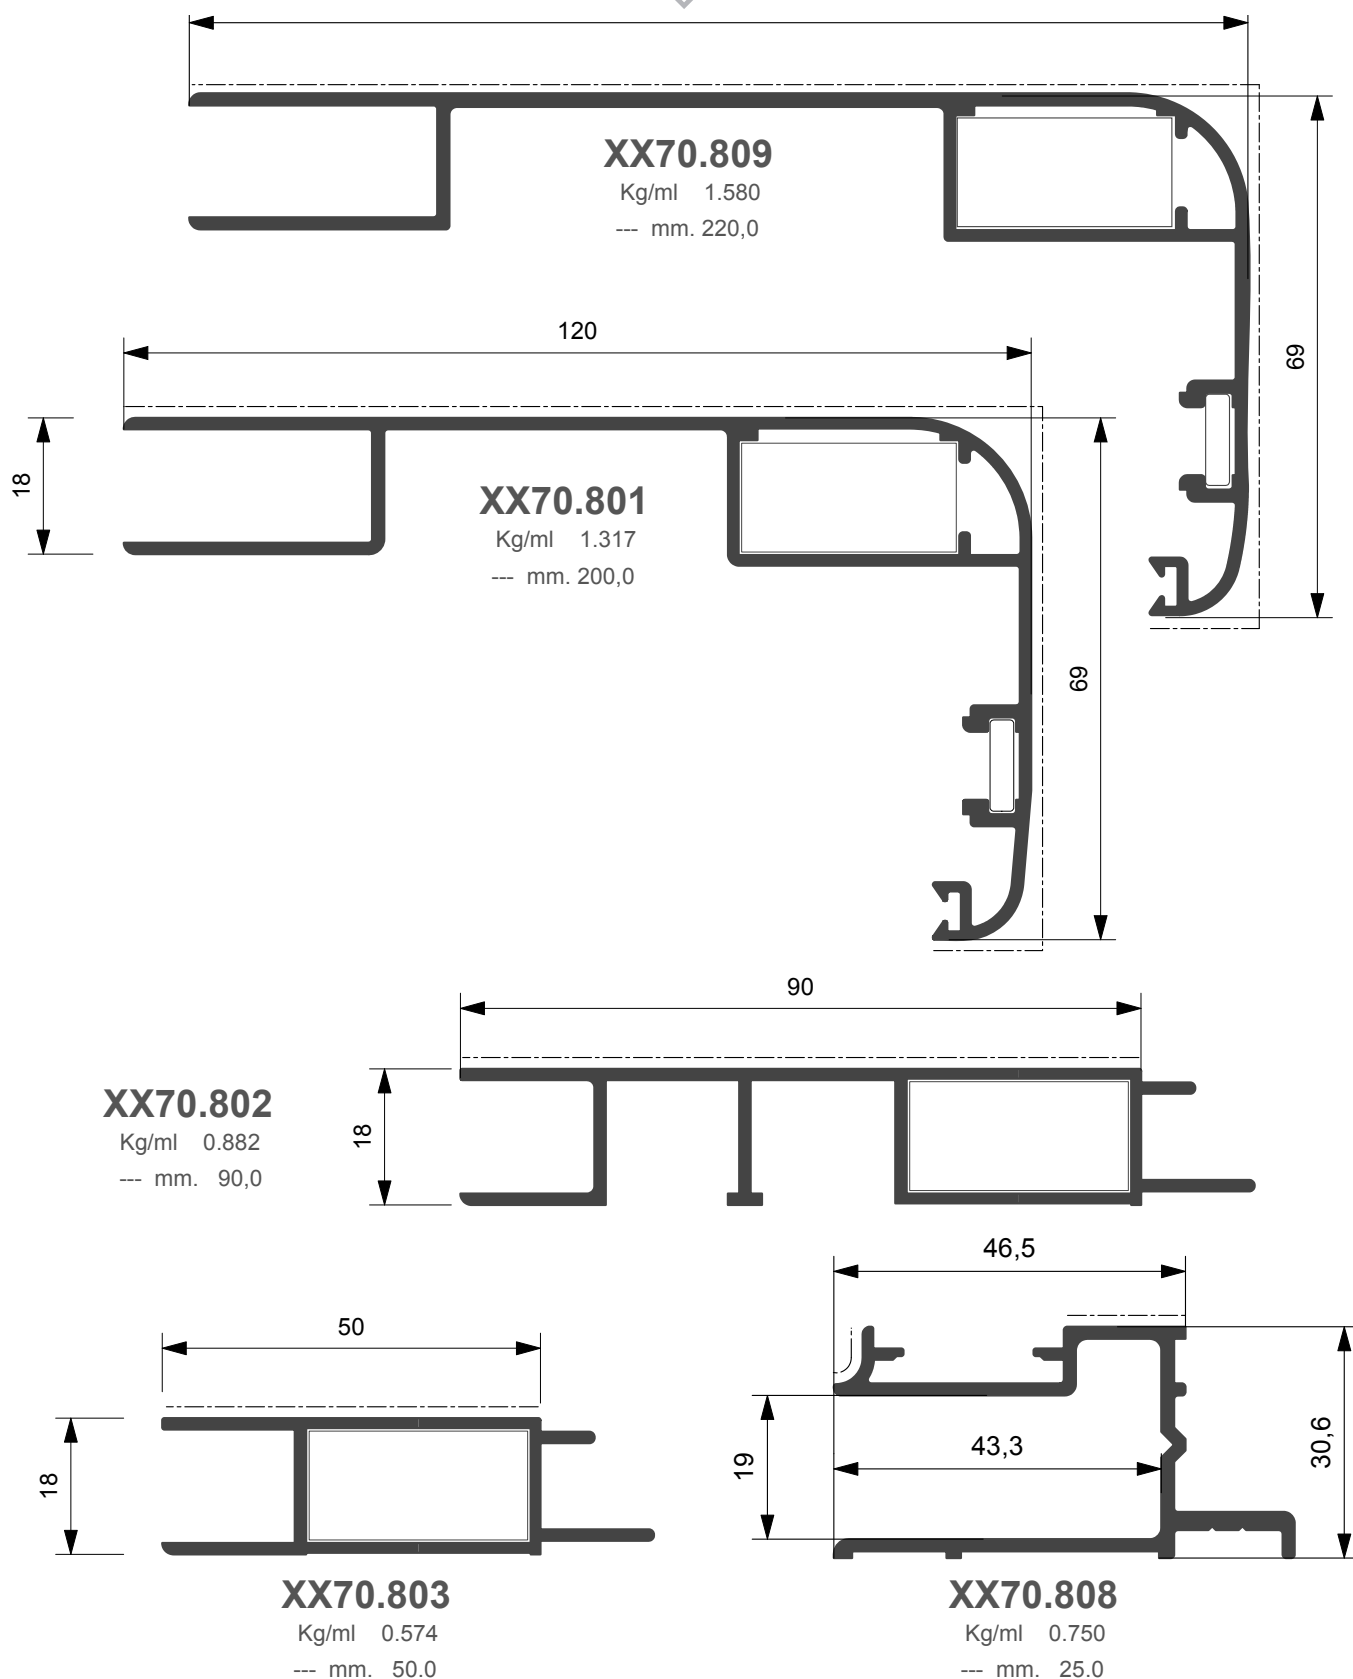 XX70.809
Kg/ml 1.580
--- mm. 220,0
69
120
18
XX70.801
Kg/ml 1.317
--- mm. 200,0
69
90
XX70.802
Kg/ml 0.882
--- mm. 90,0
18
46,5
50
18
19
43,3
30,6
XX70.803
Kg/ml 0.574
--- mm. 50.0
XX70.808
Kg/ml 0.750
--- mm. 25.0